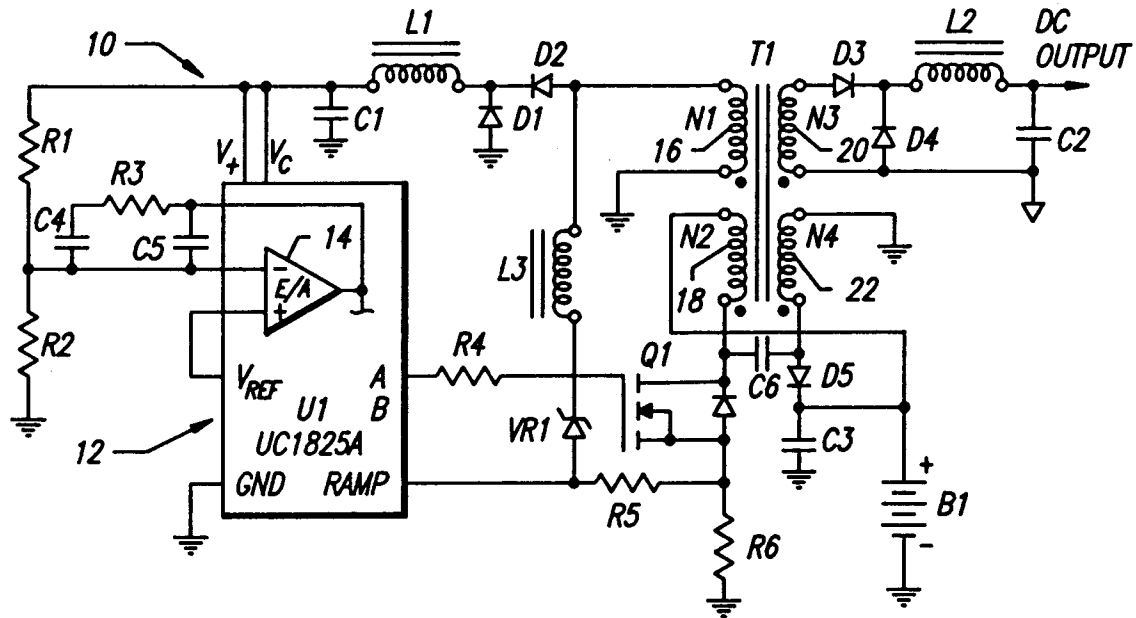 L1
L2
DC
OUTPUT
10
D2
T1
D3
R1
C1
D1
N1
16
N3
20
D4
C2
V+
VC
R3
C4
C5
14
E/A
-
+
L3
N2
18
N4
22
R2
R4
Q1
C6
D5
VREF
A
B
U1
UC1825A
12
VR1
C3
GND
RAMP
R5
+
B1
-
R6